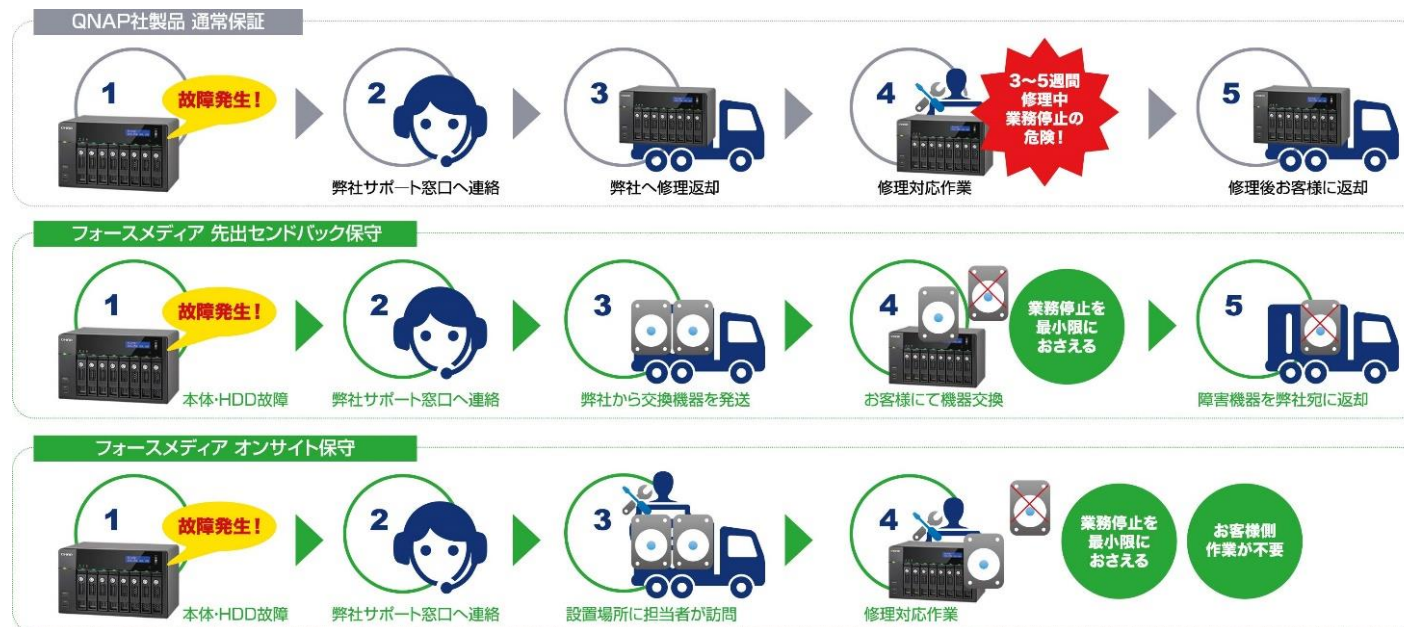 QNAP社製品 通常保証
1
故障発生!
2
弊社サポート窓口へ連絡
3
弊社へ修理返却
4
修理対応作業
3～5週間
修理中
業務停止の
危険!
5
修理後お客様に返却
フォースメディア 先出センドバック保守
1
故障発生!
本体・HDD故障
2
弊社サポート窓口へ連絡
3
弊社から交換機器を発送
4
お客様にて機器交換
業務停止を
最小限に
おさえる
5
障害機器を弊社宛に返却
フォースメディア オンサイト保守
1
故障発生!
本体・HDD故障
2
弊社サポート窓口へ連絡
3
設置場所に担当者が訪問
4
修理対応作業
業務停止を
最小限に
おさえる
お客様側
作業が不要